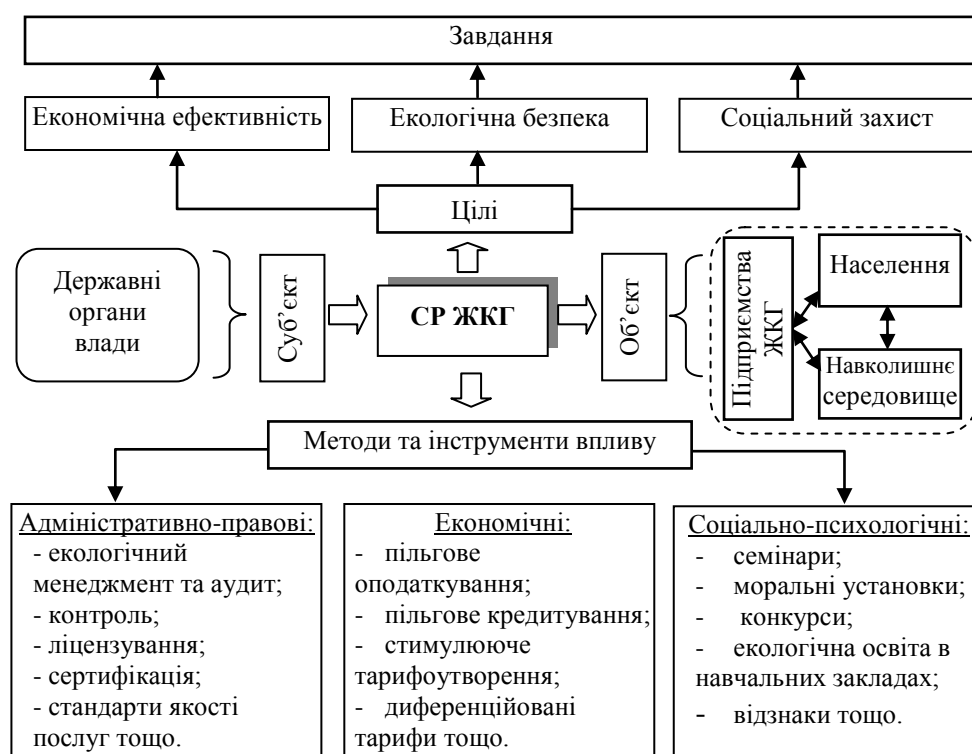 Завдання
Економічна ефективність
Екологічна безпека
Соціальний захист
Цілі
Державні
органи
влади
Суб’єкт
СР ЖКГ
Об’єкт
Підприємства
ЖКГ
Населення
Навколишнє
середовище
Методи та інструменти впливу
Адміністративно-правові:
- екологічний
менеджмент та аудит;
- контроль;
- ліцензування;
- сертифікація;
- стандарти якості
послуг тощо.
Економічні:
- пільгове
оподаткування;
- пільгове кредитування;
- стимулююче
тарифоутворення;
- диференційовані
тарифи тощо.
Соціально-психологічні:
- семінари;
- моральні установки;
- конкурси;
- екологічна освіта в
навчальних закладах;
- відзнаки тощо.